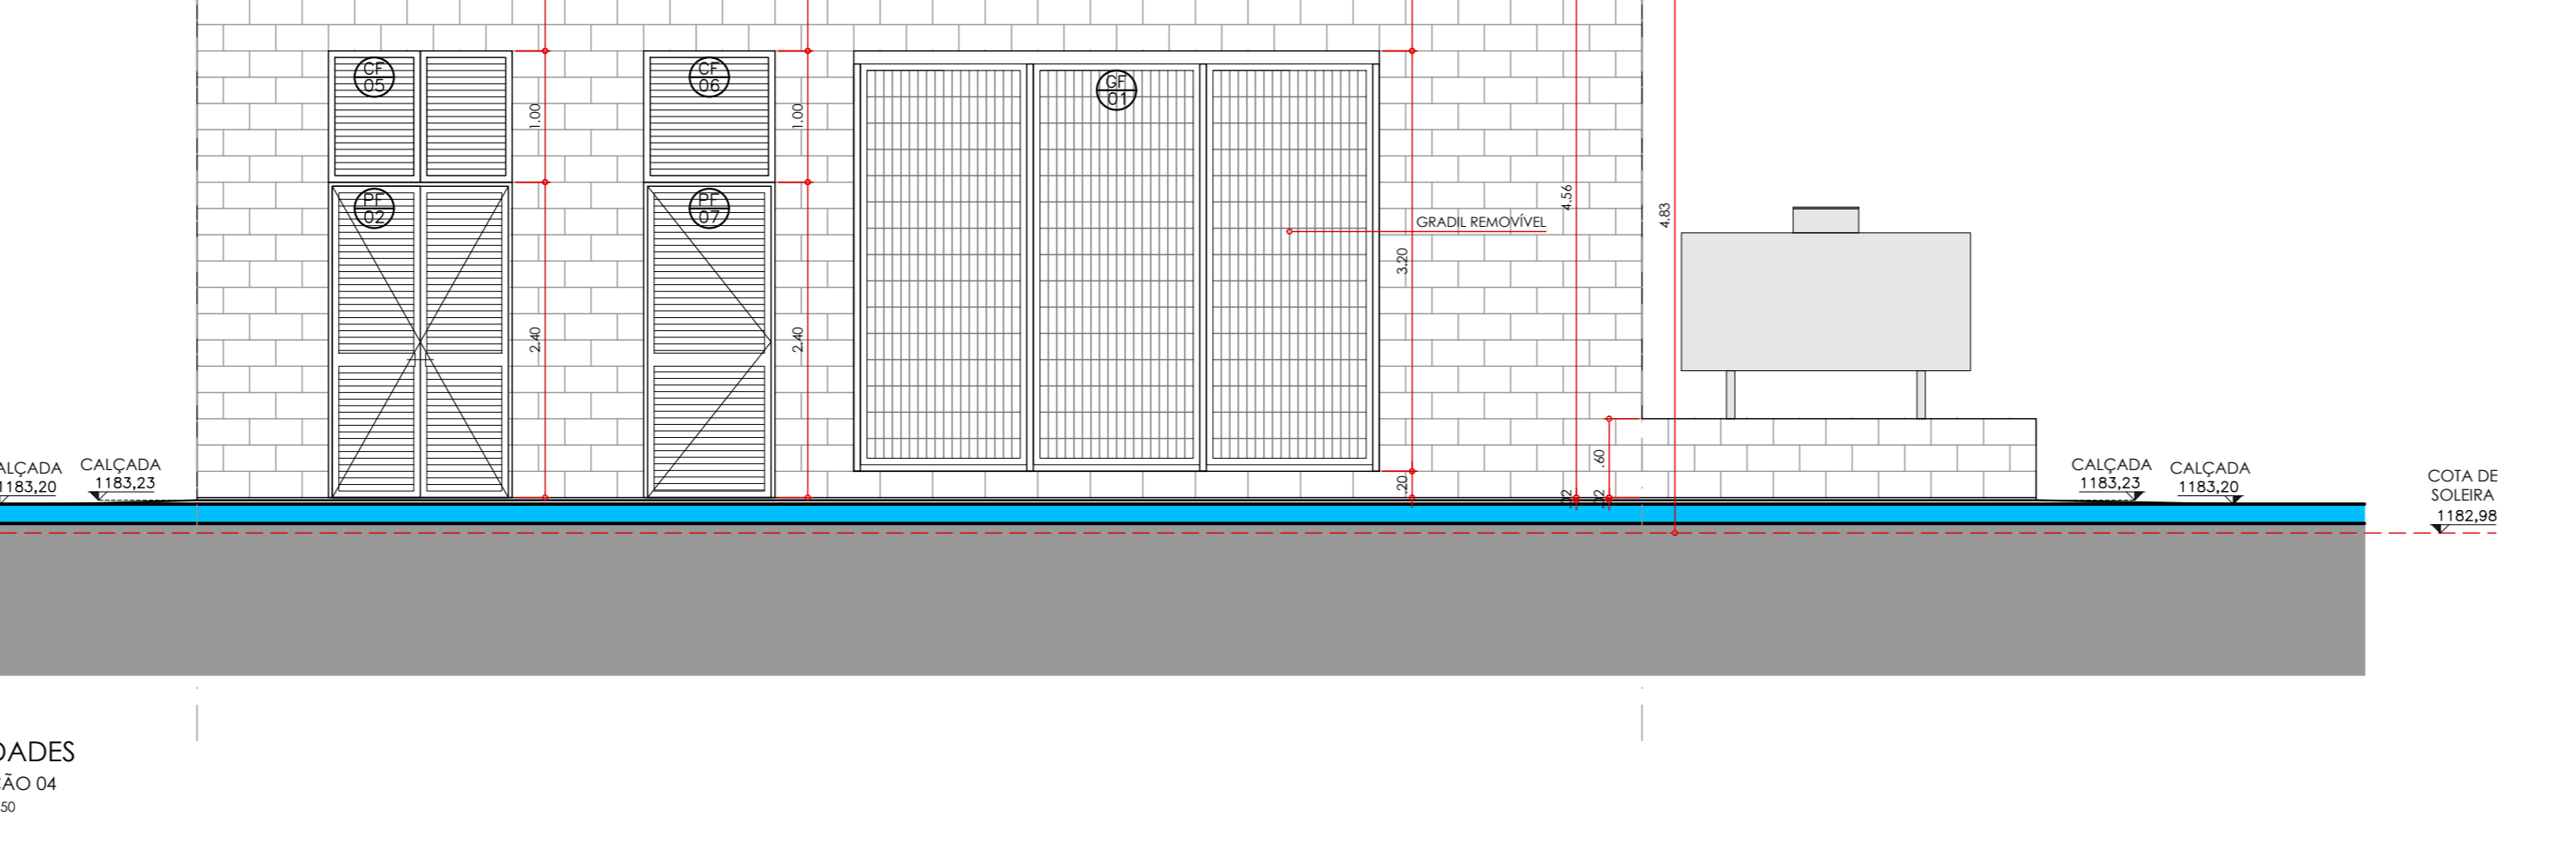 CF
05
CF
06
GF
01
1.00
1.00
PF
02
PF
07
4.56
4.83
GRADIL REMOVÍVEL
3.20
2.40
2.40
.60
.20
.02
.02
ALÇADA
1183,20
CALÇADA
1183,23
CALÇADA
1183,23
CALÇADA
1183,20
COTA DE
SOLEIRA
1182,98
DADES
ÇÃO 04
50